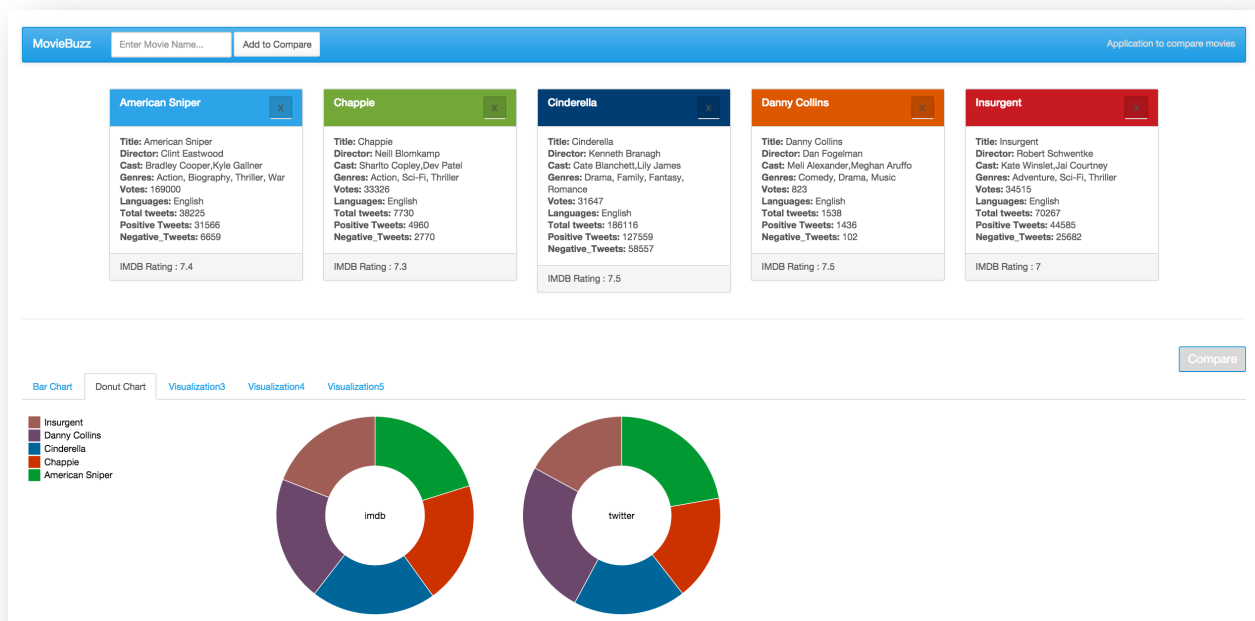 MovieBuzz
Enter Movie Name...
Add to Compare
Application to compare movies
American Sniper
X
Title: American Sniper
Director: Clint Eastwood
Cast: Bradley Cooper,Kyle Gallner
Genres: Action, Biography, Thriller, War
Votes: 169000
Languages: English
Total tweets: 38225
Positive Tweets: 31566
Negative_Tweets: 6659
IMDB Rating : 7.4
Chappie
X
Title: Chappie
Director: Neill Blomkamp
Cast: Sharlto Copley,Dev Patel
Genres: Action, Sci-Fi, Thriller
Votes: 33326
Languages: English
Total tweets: 7730
Positive Tweets: 4960
Negative_Tweets: 2770
IMDB Rating : 7.3
Cinderella
X
Title: Cinderella
Director: Kenneth Branagh
Cast: Cate Blanchett,Lily James
Genres: Drama, Family, Fantasy,
Romance
Votes: 31647
Languages: English
Total tweets: 186116
Positive Tweets: 127559
Negative_Tweets: 58557
IMDB Rating : 7.5
Danny Collins
X
Title: Danny Collins
Director: Dan Fogelman
Cast: Meli Alexander,Meghan Aruffo
Genres: Comedy, Drama, Music
Votes: 823
Languages: English
Total tweets: 1538
Positive Tweets: 1436
Negative_Tweets: 102
IMDB Rating : 7.5
Insurgent
X
Title: Insurgent
Director: Robert Schwentke
Cast: Kate Winslet,Jai Courtney
Genres: Adventure, Sci-Fi, Thriller
Votes: 34515
Languages: English
Total tweets: 70267
Positive Tweets: 44585
Negative_Tweets: 25682
IMDB Rating : 7
Compare
Bar Chart
Donut Chart
Visualization3
Visualization4
Visualization5
Insurgent
Danny Collins
Cinderella
Chappie
American Sniper
imdb
twitter